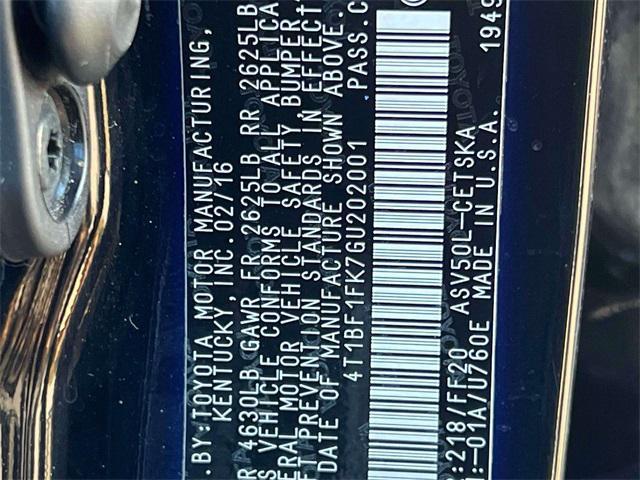 .BY:TOYOTA MOTOR MANUFACTURING,
KENTUCKY, INC. 02/16
R 4630LB GAWR FR 2625LB RR 2625LB
S VEHICLE CONFORMS TO ALL APPLICA
ERAL MOTOR VEHICLE SAFETY, BUMPER,
EFT PREVENTION STANDARDS IN EFFECT
DATE OF MANUFACTURE SHOWN ABOVE.
4T1BF1FK7GU202001 PASS.C
:218/FF20 ASV50L-CETSKA
:-01A/U760E MADE IN U.S.A. 1949